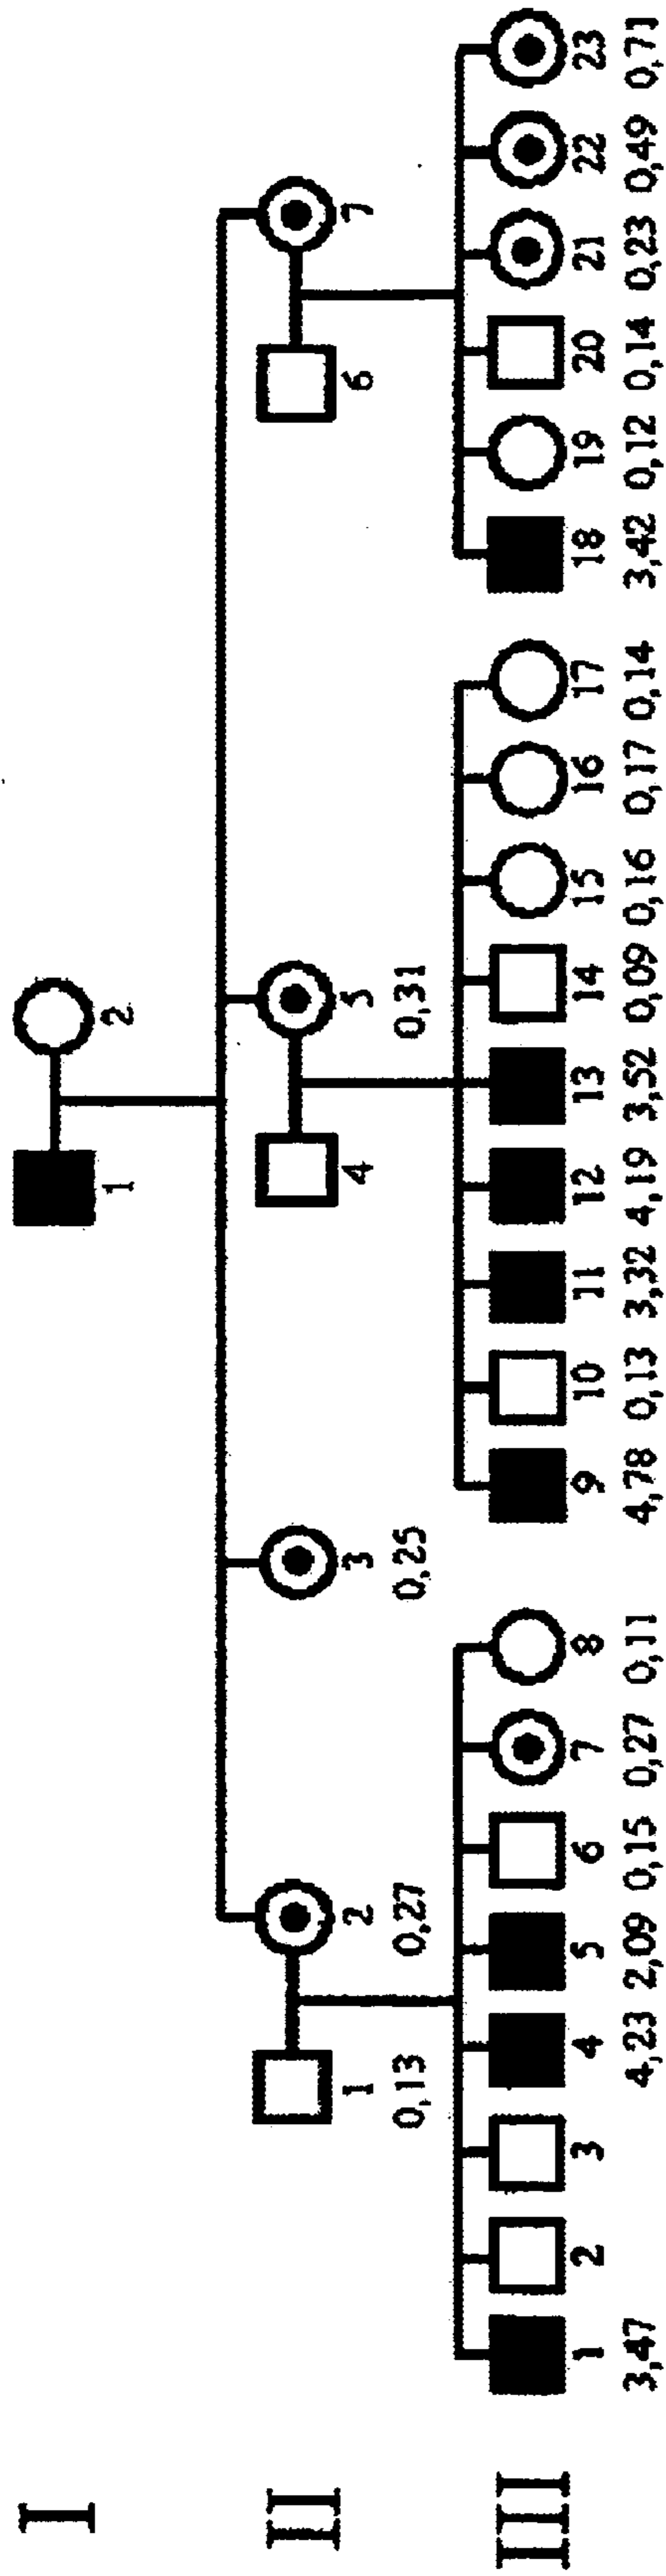 I
1 2
II
1 2 3 4 5 6 7
0,13 0,27 0,25 0,31
III
1 2 3 4 5 6 7 8 9 10 11 12 13 14 15 16 17 18 19 20 21 22 23
3,47 4,23 2,09 0,15 0,27 0,11 4,78 0,13 3,32 4,19 3,52 0,09 0,16 0,17 0,14 3,42 0,12 0,14 0,23 0,49 0,71